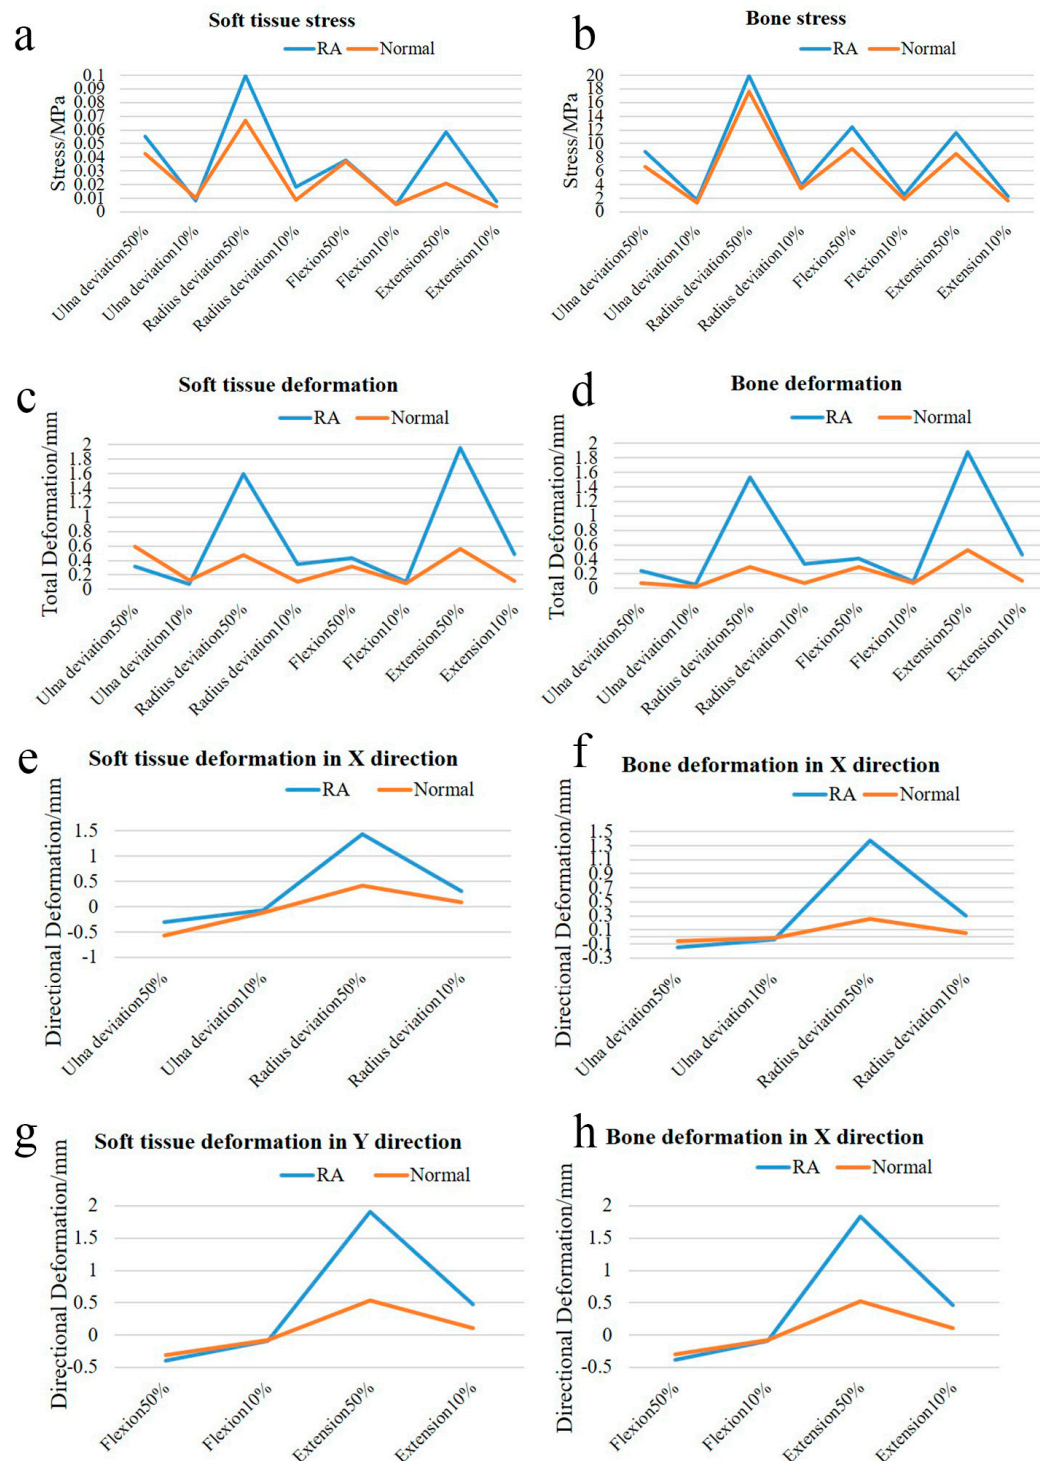 a
Soft tissue stress
RA Normal
Stress/MPa
0.1
0.09
0.08
0.07
0.06
0.05
0.04
0.03
0.02
0.01
0
Ulna deviation50%
Ulna deviation10%
Radius deviation50%
Radius deviation10%
Flexion50%
Flexion10%
Extension50%
Extension10%
b
Bone stress
RA Normal
Stress/MPa
20
18
16
14
12
10
8
6
4
2
0
Ulna deviation50%
Ulna deviation10%
Radius deviation50%
Radius deviation10%
Flexion50%
Flexion10%
Extension50%
Extension10%
c
Soft tissue deformation
RA Normal
Total Deformation/mm
2
1.8
1.6
1.4
1.2
1
0.8
0.6
0.4
0.2
0
Ulna deviation50%
Ulna deviation10%
Radius deviation50%
Radius deviation10%
Flexion50%
Flexion10%
Extension50%
Extension10%
d
Bone deformation
RA Normal
Total Deformation/mm
2
1.8
1.6
1.4
1.2
1
0.8
0.6
0.4
0.2
0
Ulna deviation50%
Ulna deviation10%
Radius deviation50%
Radius deviation10%
Flexion50%
Flexion10%
Extension50%
Extension10%
e
Soft tissue deformation in X direction
RA Normal
Directional Deformation/mm
1.5
1
0.5
0
-0.5
-1
Ulna deviation50%
Ulna deviation10%
Radius deviation50%
Radius deviation10%
f
Bone deformation in X direction
RA Normal
Directional Deformation/mm
1.5
1.3
1.1
0.9
0.7
0.5
0.3
0.1
-0.1
-0.3
Ulna deviation50%
Ulna deviation10%
Radius deviation50%
Radius deviation10%
g
Soft tissue deformation in Y direction
RA Normal
Directional Deformation/mm
2
1.5
1
0.5
0
-0.5
Flexion50%
Flexion10%
Extension50%
Extension10%
h
Bone deformation in X direction
RA Normal
Directional Deformation/mm
2
1.5
1
0.5
0
-0.5
Flexion50%
Flexion10%
Extension50%
Extension10%